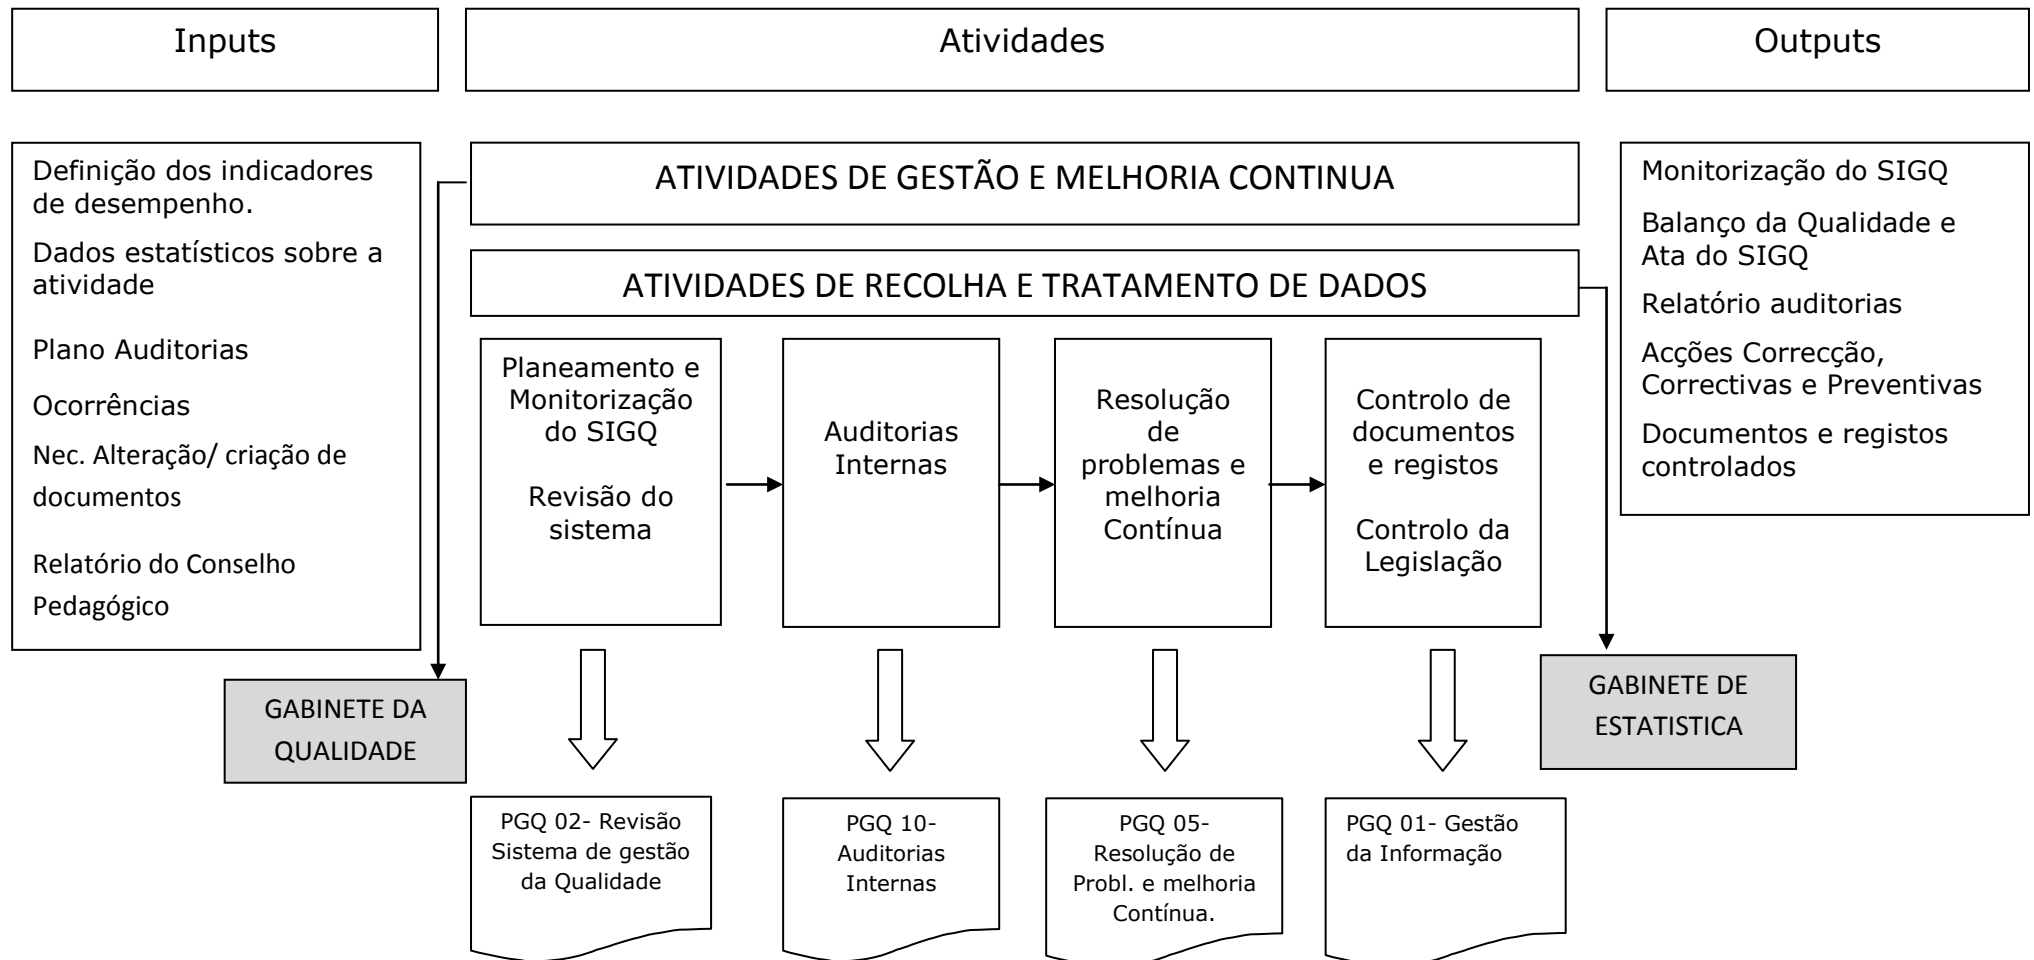 Inputs
Atividades
Outputs
Definição dos indicadores
de desempenho.
Dados estatísticos sobre a
atividade
Plano Auditorias
Ocorrências
Nec. Alteração/ criação de
documentos
Relatório do Conselho
Pedagógico
ATIVIDADES DE GESTÃO E MELHORIA CONTINUA
ATIVIDADES DE RECOLHA E TRATAMENTO DE DADOS
Planeamento e
Monitorização
do SIGQ
Revisão do
sistema
Auditorias
Internas
Resolução
de
problemas e
melhoria
Contínua
Controlo de
documentos
e registos
Controlo da
Legislação
Monitorização do SIGQ
Balanço da Qualidade e
Ata do SIGQ
Relatório auditorias
Acções Correcção,
Correctivas e Preventivas
Documentos e registos
controlados
GABINETE DA
QUALIDADE
GABINETE DE
ESTATISTICA
PGQ 02- Revisão
Sistema de gestão
da Qualidade
PGQ 10-
Auditorias
Internas
PGQ 05-
Resolução de
Probl. e melhoria
Contínua.
PGQ 01- Gestão
da Informação